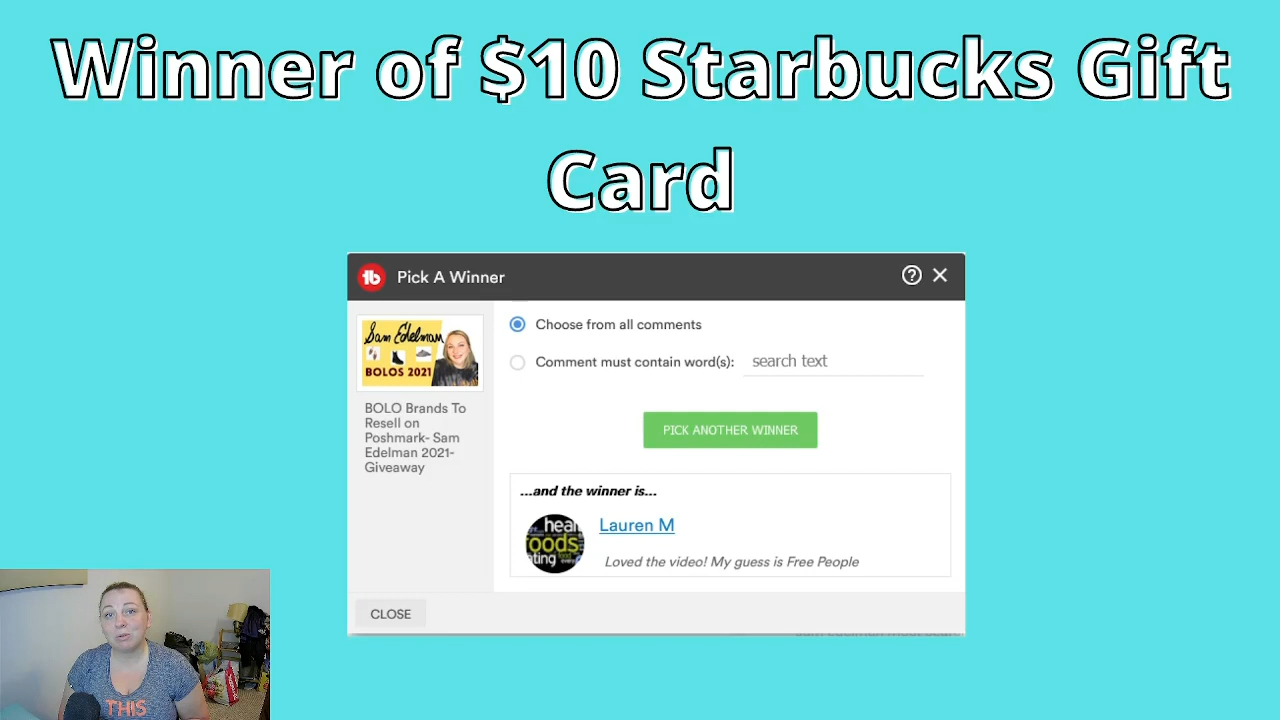 Winner of $10 Starbucks Gift
Card
tb Pick A Winner
Choose from all comments
Comment must contain word(s): search text
Sam Edelman
BOLOS 2021
BOLO Brands To
Resell on
Poshmark- Sam
Edelman 2021-
Giveaway
PICK ANOTHER WINNER
...and the winner is...
Lauren M
Loved the video! My guess is Free People
CLOSE
THIS